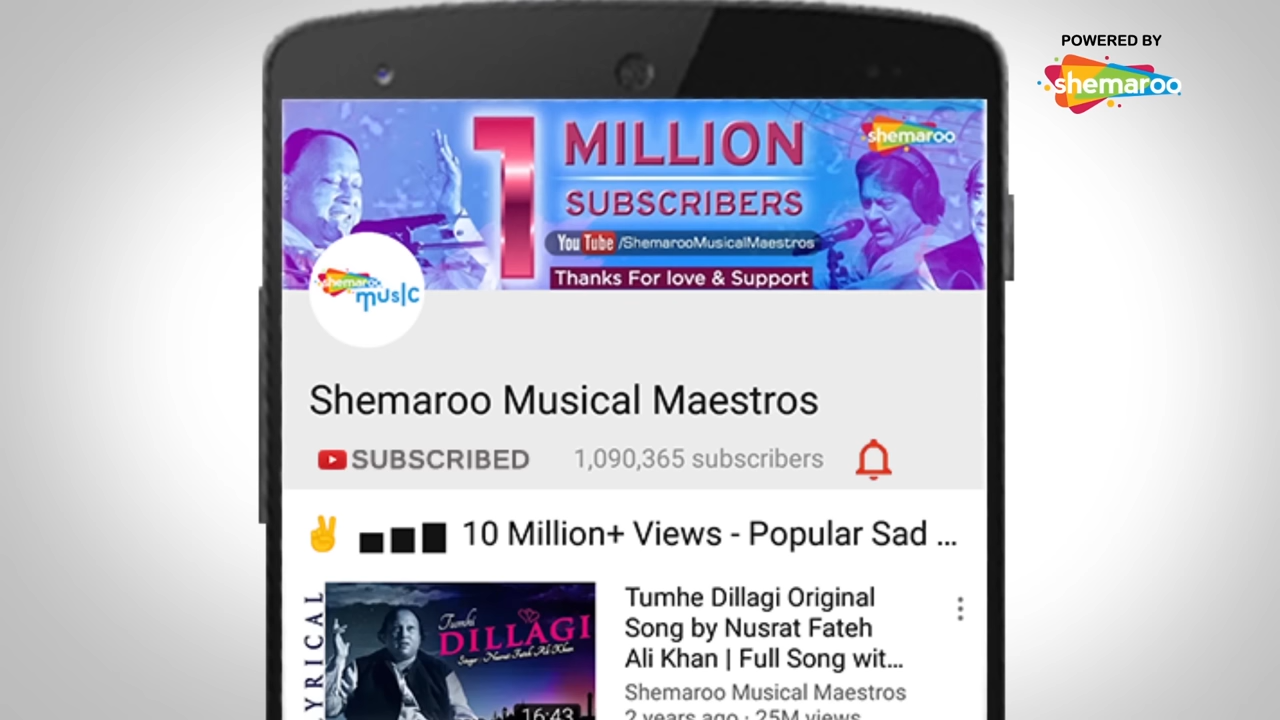 POWERED BY
shemaroo
1 MILLION
SUBSCRIBERS
shemaroo
You Tube /ShemarooMusicalMaestros
Thanks For love & Support
shemaroo
music
Shemaroo Musical Maestros
SUBSCRIBED 1,090,365 subscribers
✌ 10 Million+ Views - Popular Sad ...
LYRICAL
Tumhe
DILLAGI
Singer : Nusrat Fateh Ali Khan
16:43
Tumhe Dillagi Original
Song by Nusrat Fateh
Ali Khan | Full Song wit...
Shemaroo Musical Maestros
2 years ago · 25M views